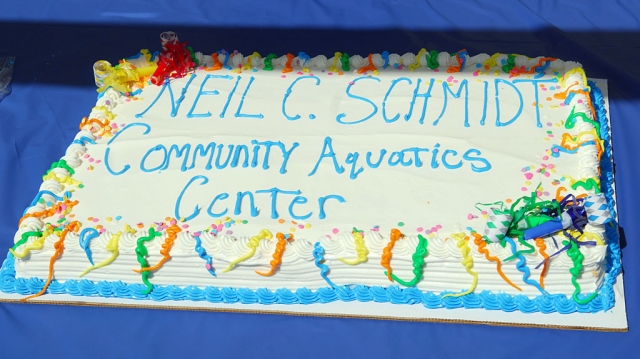 NEIL C. SCHMIDT
COMMUNITY AQUATICS
CENTER